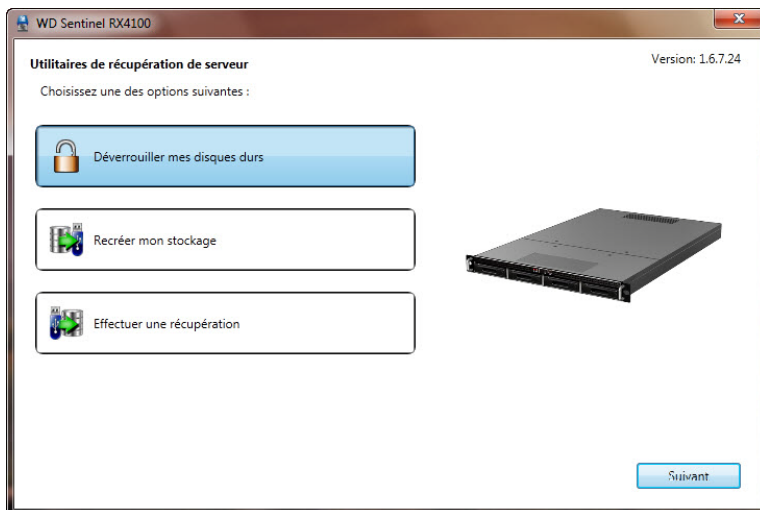 WD Sentinel RX4100
Utilitaires de récupération de serveur
Version: 1.6.7.24
Choisissez une des options suivantes :
Déverrouiller mes disques durs
Recréer mon stockage
Effectuer une récupération
Suivant